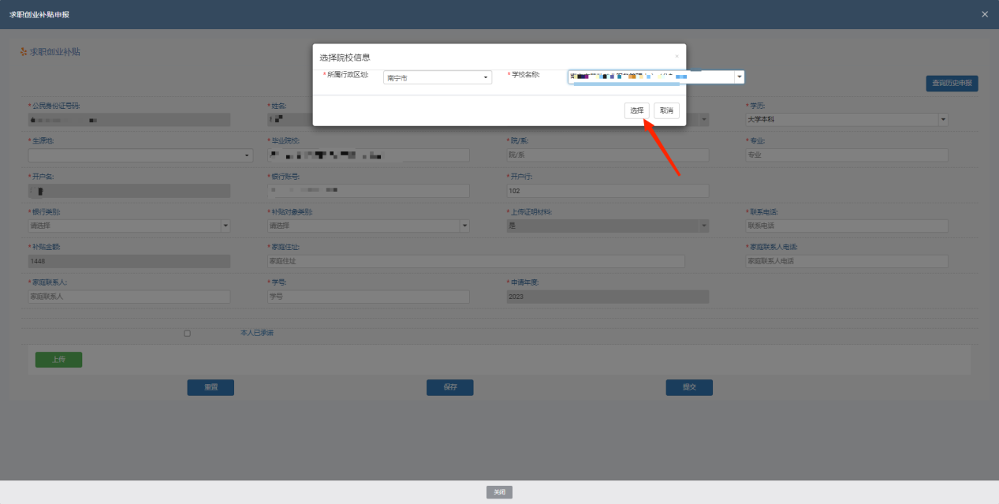 求职创业补贴申报
×
求职创业补贴
选择院校信息
×
*所属行政区划:
南宁市
*学校名称:
查询历史申报
选择
取消
*公民身份证号码:
*姓名:
*学历:
大学本科
*生源地:
*毕业院校:
*院/系:
院/系
*专业:
专业
*开户名:
*银行账号:
*开户行:
102
*银行类别:
请选择
*补贴对象类别:
请选择
*上传证明材料:
是
*联系电话:
联系电话
*补贴金额:
1448
*家庭住址:
家庭住址
*家庭联系人电话:
家庭联系人电话
*家庭联系人:
家庭联系人
*学号:
学号
*申请年度:
2023
本人已承诺
上传
重置
保存
提交
关闭